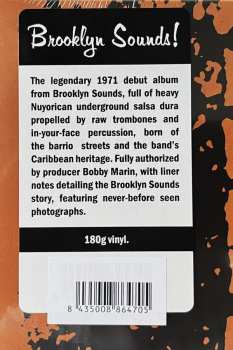 Brooklyn Sounds!
The legendary 1971 debut album
from Brooklyn Sounds, full of heavy
Nuyorican underground salsa dura
propelled by raw trombones and
in-your-face percussion, born of
the barrio streets and the band's
Caribbean heritage. Fully authorized
by producer Bobby Marin, with liner
notes detailing the Brooklyn Sounds
story, featuring never-before seen
photographs.
180g vinyl.
8 435008 864705